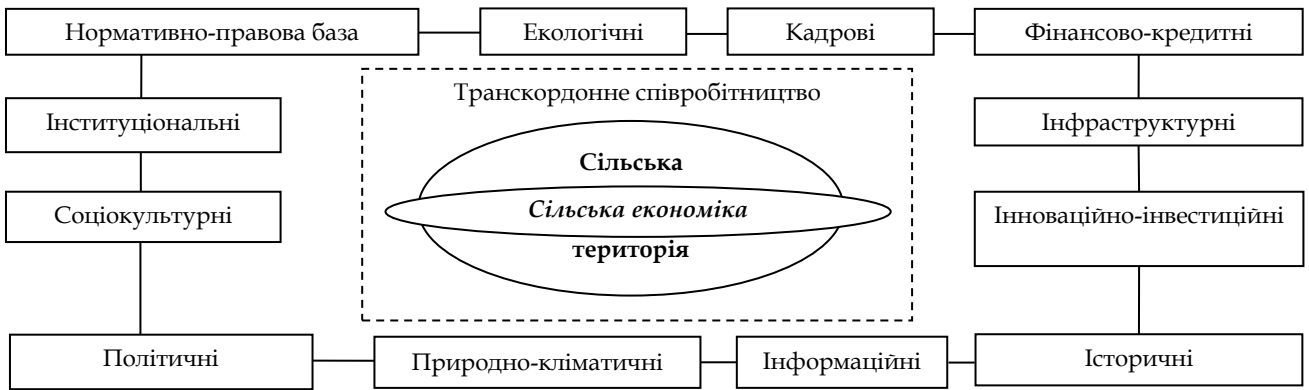 Нормативно-правова база
Екологічні
Кадрові
Фінансово-кредитні
Транскордонне співробітництво
Інституціональні
Інфраструктурні
Сільська
Соціокультурні
Сільська економіка
Інноваційно-інвестиційні
територія
Політичні
Природно-кліматичні
Інформаційні
Історичні